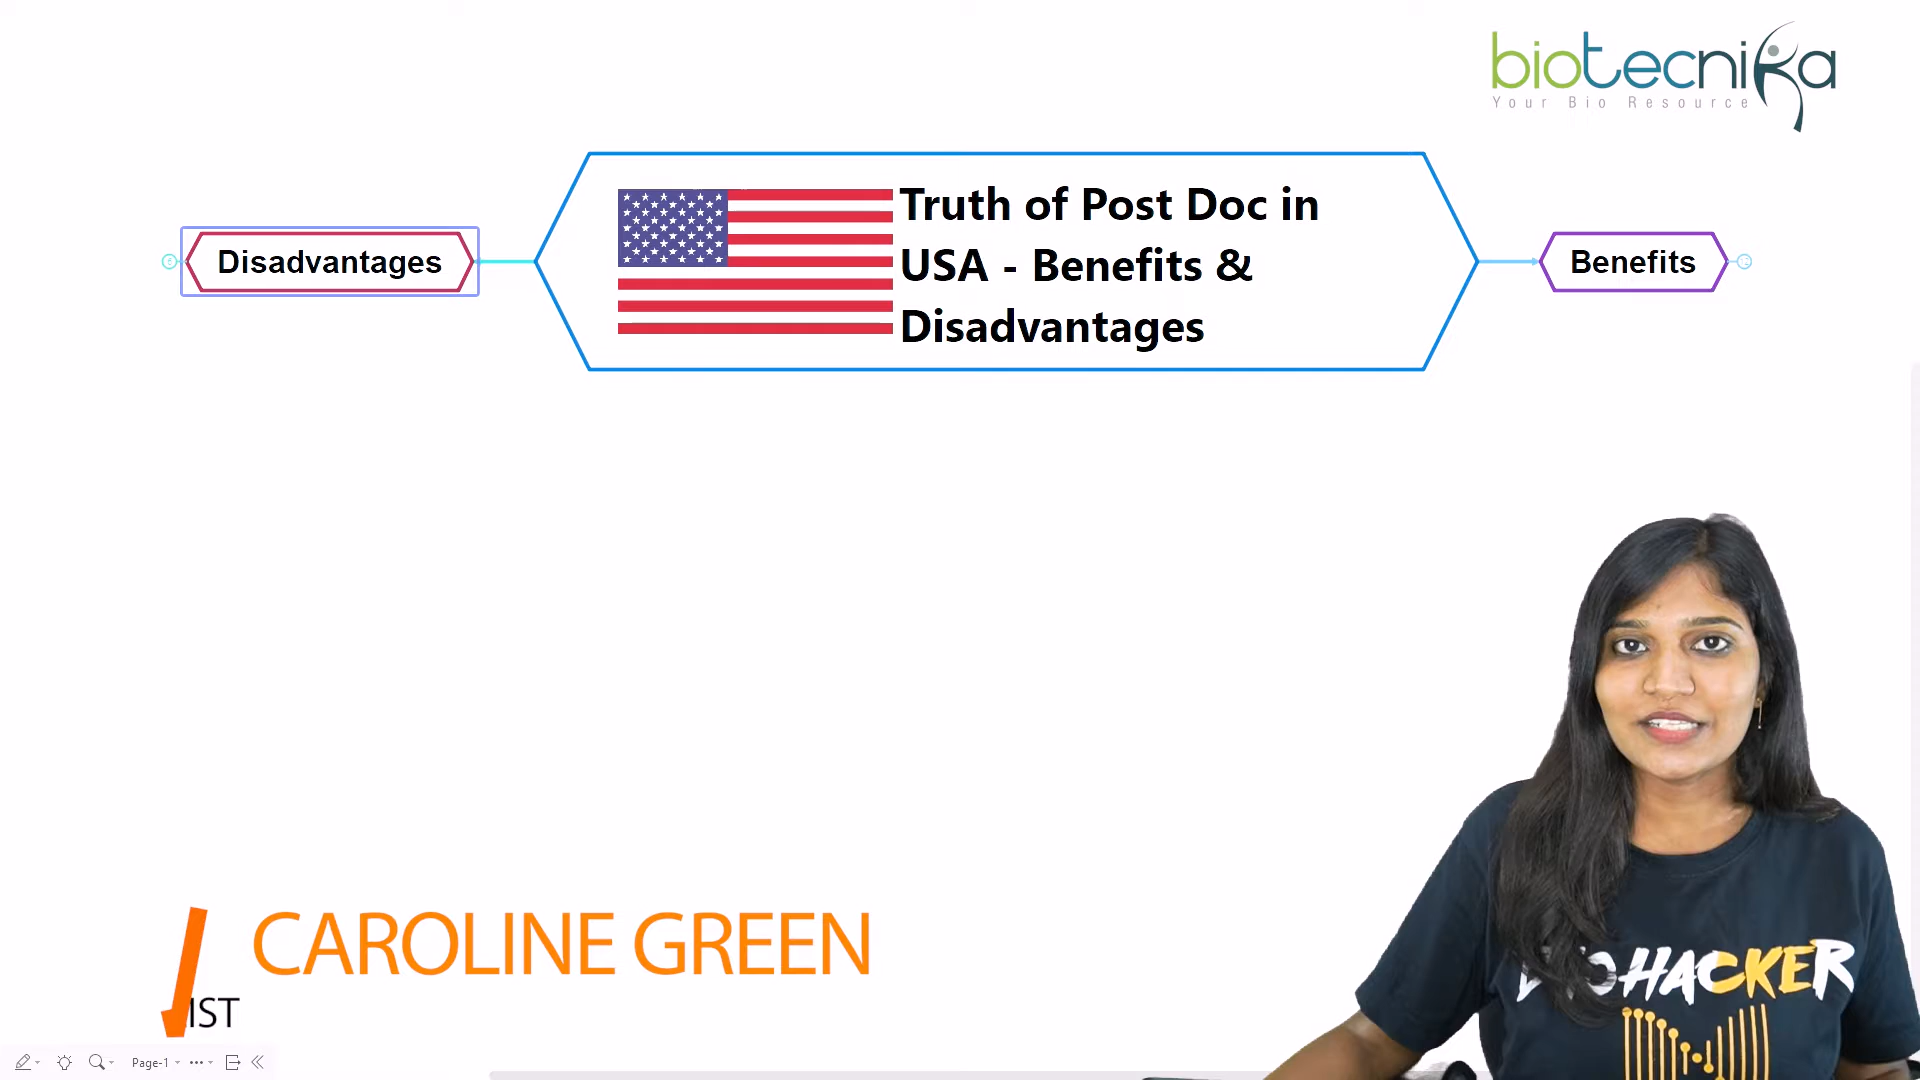 biotecnika
Your Bio Resource
Disadvantages
Truth of Post Doc in
USA - Benefits &
Disadvantages
Benefits
CAROLINE GREEN
IST
HACKER
Page-1